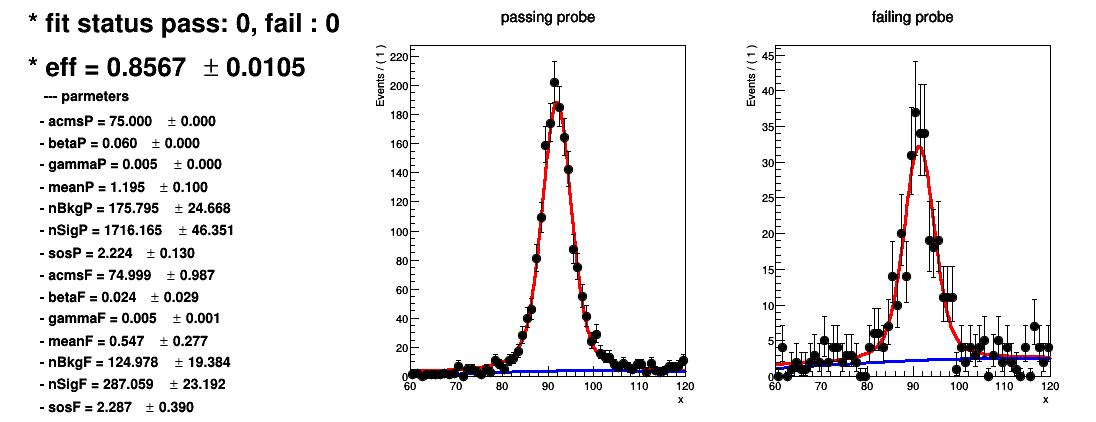 * fit status pass: 0, fail : 0
* eff = 0.8567 ± 0.0105
--- parmeters
- acmsP = 75.000 ± 0.000
- betaP = 0.060 ± 0.000
- gammaP = 0.005 ± 0.000
- meanP = 1.195 ± 0.100
- nBkgP = 175.795 ± 24.668
- nSigP = 1716.165 ± 46.351
- sosP = 2.224 ± 0.130
- acmsF = 74.999 ± 0.987
- betaF = 0.024 ± 0.029
- gammaF = 0.005 ± 0.001
- meanF = 0.547 ± 0.277
- nBkgF = 124.978 ± 19.384
- nSigF = 287.059 ± 23.192
- sosF = 2.287 ± 0.390
passing probe
Events / ( 1 )
220
200
180
160
140
120
100
80
60
40
20
0
60 70 80 90 100 110 120
x
failing probe
Events / ( 1 )
45
40
35
30
25
20
15
10
5
0
60 70 80 90 100 110 120
x